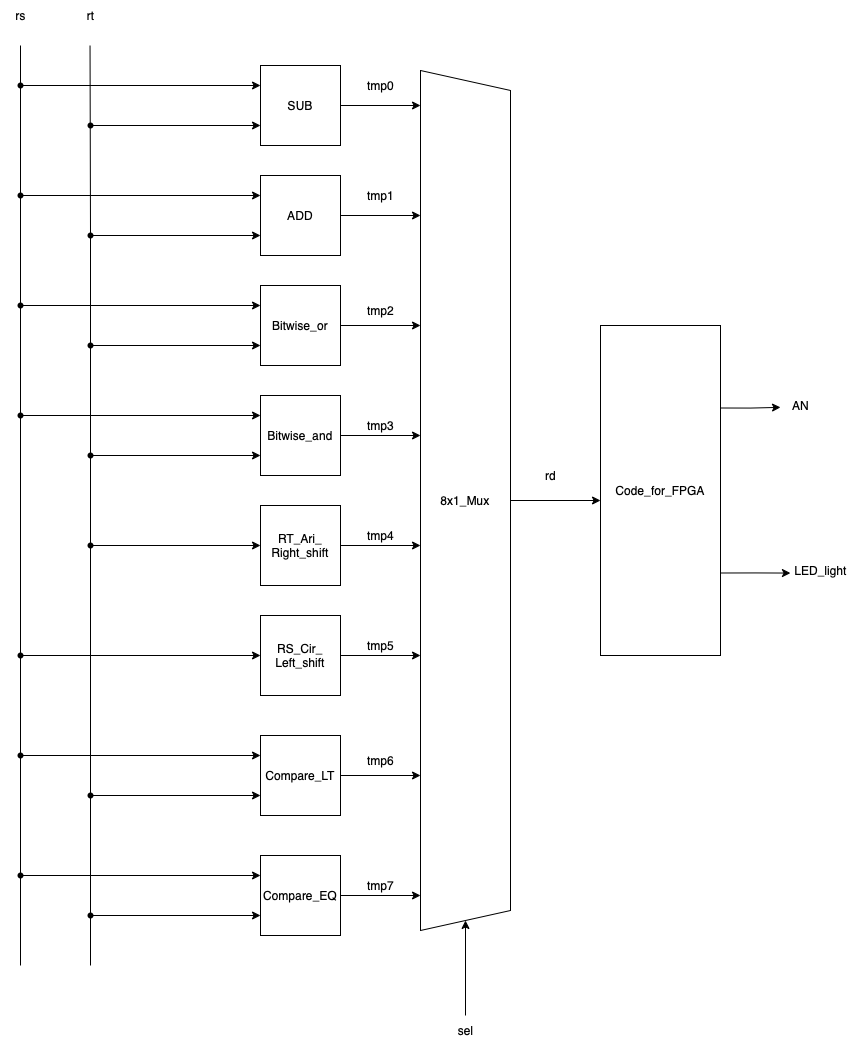 rs
rt
SUB
tmp0
ADD
tmp1
Bitwise_or
tmp2
Bitwise_and
tmp3
RT_Ari_
Right_shift
tmp4
RS_Cir_
Left_shift
tmp5
Compare_LT
tmp6
Compare_EQ
tmp7
8x1_Mux
sel
rd
Code_for_FPGA
AN
LED_light